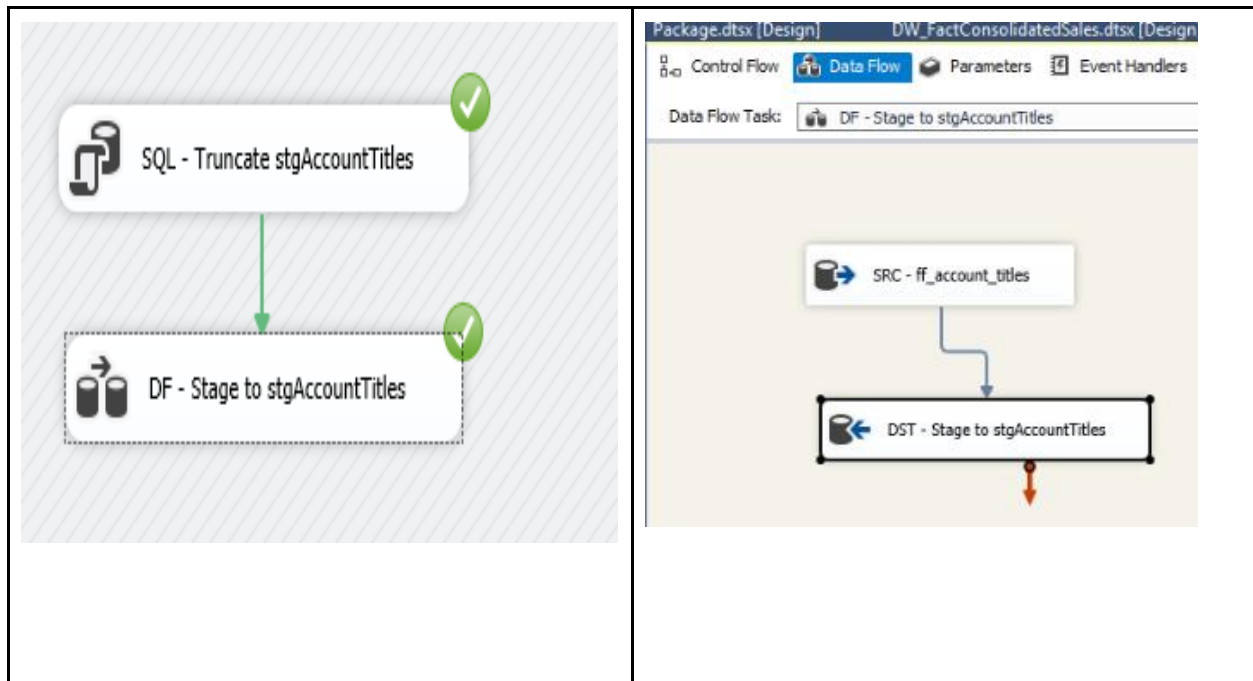 SQL - Truncate stgAccountTitles
DF - Stage to stgAccountTitles
Package.dtsx [Design] DW_FactConsolidatedSales.dtsx [Design
Control Flow Data Flow Parameters Event Handlers
Data Flow Task: DF - Stage to stgAccountTitles
SRC - ff_account_titles
DST - Stage to stgAccountTitles